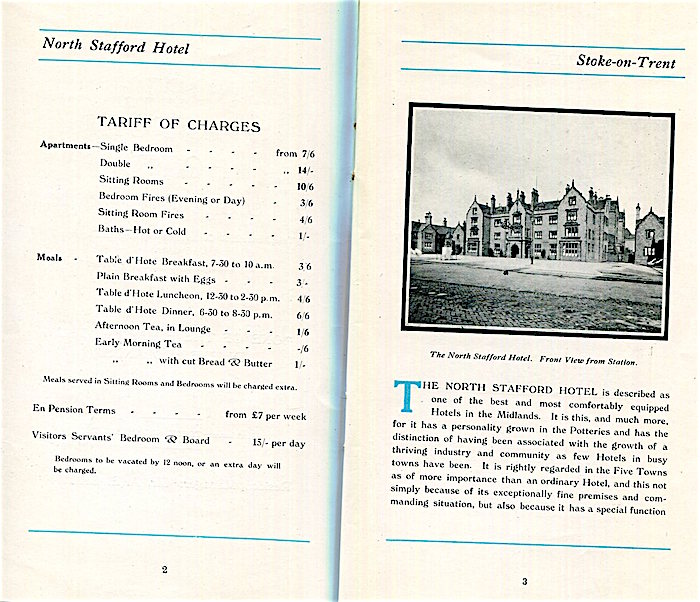 North Stafford Hotel
TARIFF OF CHARGES
Apartments—Single Bedroom - - - - from 7/6
Double ,, - - - - ,, 14/-
Sitting Rooms - - - - - 10/6
Bedroom Fires (Evening or Day) - 3/6
Sitting Room Fires - - - - 4/6
Baths—Hot or Cold - - - - 1/-
Meals - Table d'Hote Breakfast, 7-30 to 10 a.m. 3/6
Plain Breakfast with Eggs - - - 3/-
Table d'Hote Luncheon, 12-30 to 2-30 p.m. 4/6
Table d'Hote Dinner, 6-30 to 8-30 p.m. 6/6
Afternoon Tea, in Lounge - - - 1/6
Early Morning Tea - - - - -/6
,, ,, with cut Bread & Butter 1/-
Meals served in Sitting Rooms and Bedrooms will be charged extra.
En Pension Terms - - - - from £7 per week
Visitors Servants' Bedroom & Board - 15/- per day
Bedrooms to be vacated by 12 noon, or an extra day will
be charged.
2
Stoke-on-Trent
The North Stafford Hotel. Front View from Station.
THE NORTH STAFFORD HOTEL is described as
one of the best and most comfortably equipped
Hotels in the Midlands. It is this, and much more,
for it has a personality grown in the Potteries and has the
distinction of having been associated with the growth of a
thriving industry and community as few Hotels in busy
towns have been. It is rightly regarded in the Five Towns
as of more importance than an ordinary Hotel, and this not
simply because of its exceptionally fine premises and com-
manding situation, but also because it has a special function
3